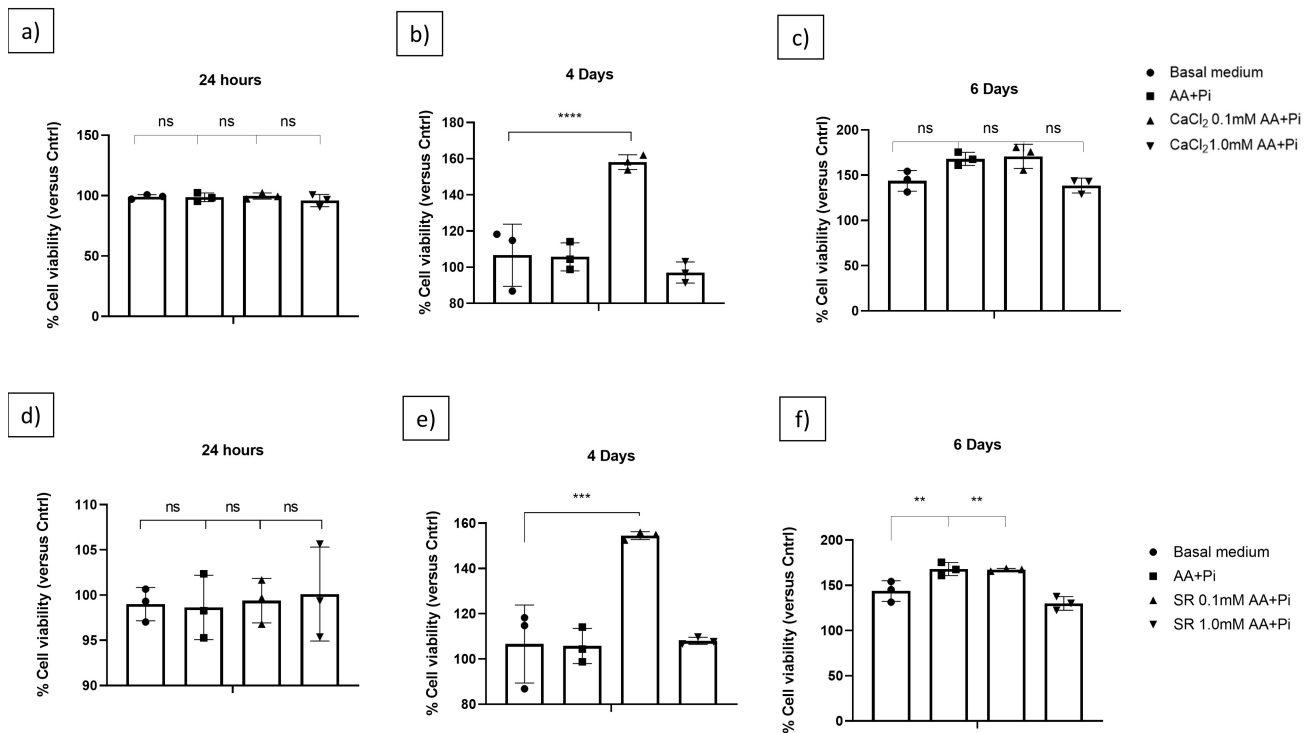 a)
24 hours
% Cell viability (versus Cntrl)
150
100
50
0
ns ns ns
b)
4 Days
% Cell viability (versus Cntrl)
180
160
140
120
100
80
****
c)
6 Days
% Cell viability (versus Cntrl)
200
150
100
50
0
ns ns ns
Basal medium
AA+Pi
CaCl₂ 0.1mM AA+Pi
CaCl₂1.0mM AA+Pi
d)
24 hours
% Cell viability (versus Cntrl)
110
105
100
95
90
ns ns ns
e)
4 Days
% Cell viability (versus Cntrl)
160
140
120
100
80
***
f)
6 Days
% Cell viability (versus Cntrl)
200
150
100
50
0
** **
Basal medium
AA+Pi
SR 0.1mM AA+Pi
SR 1.0mM AA+Pi